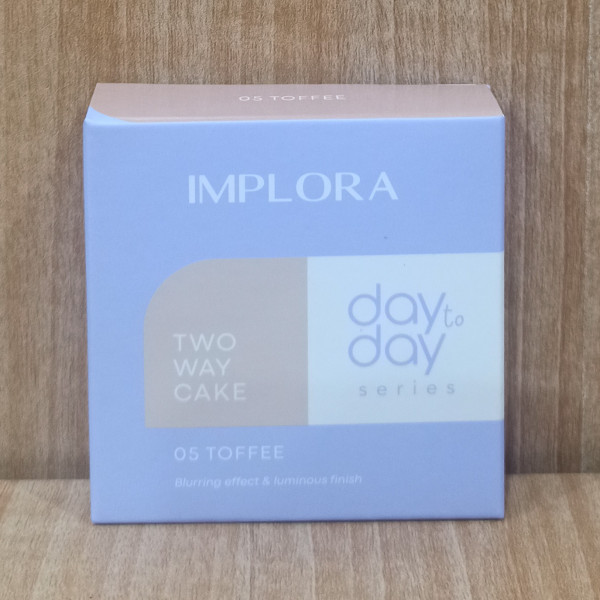 05 TOFFEE
IMPLORA
TWO
WAY
CAKE
day to
day
series
05 TOFFEE
Blurring effect & luminous finish